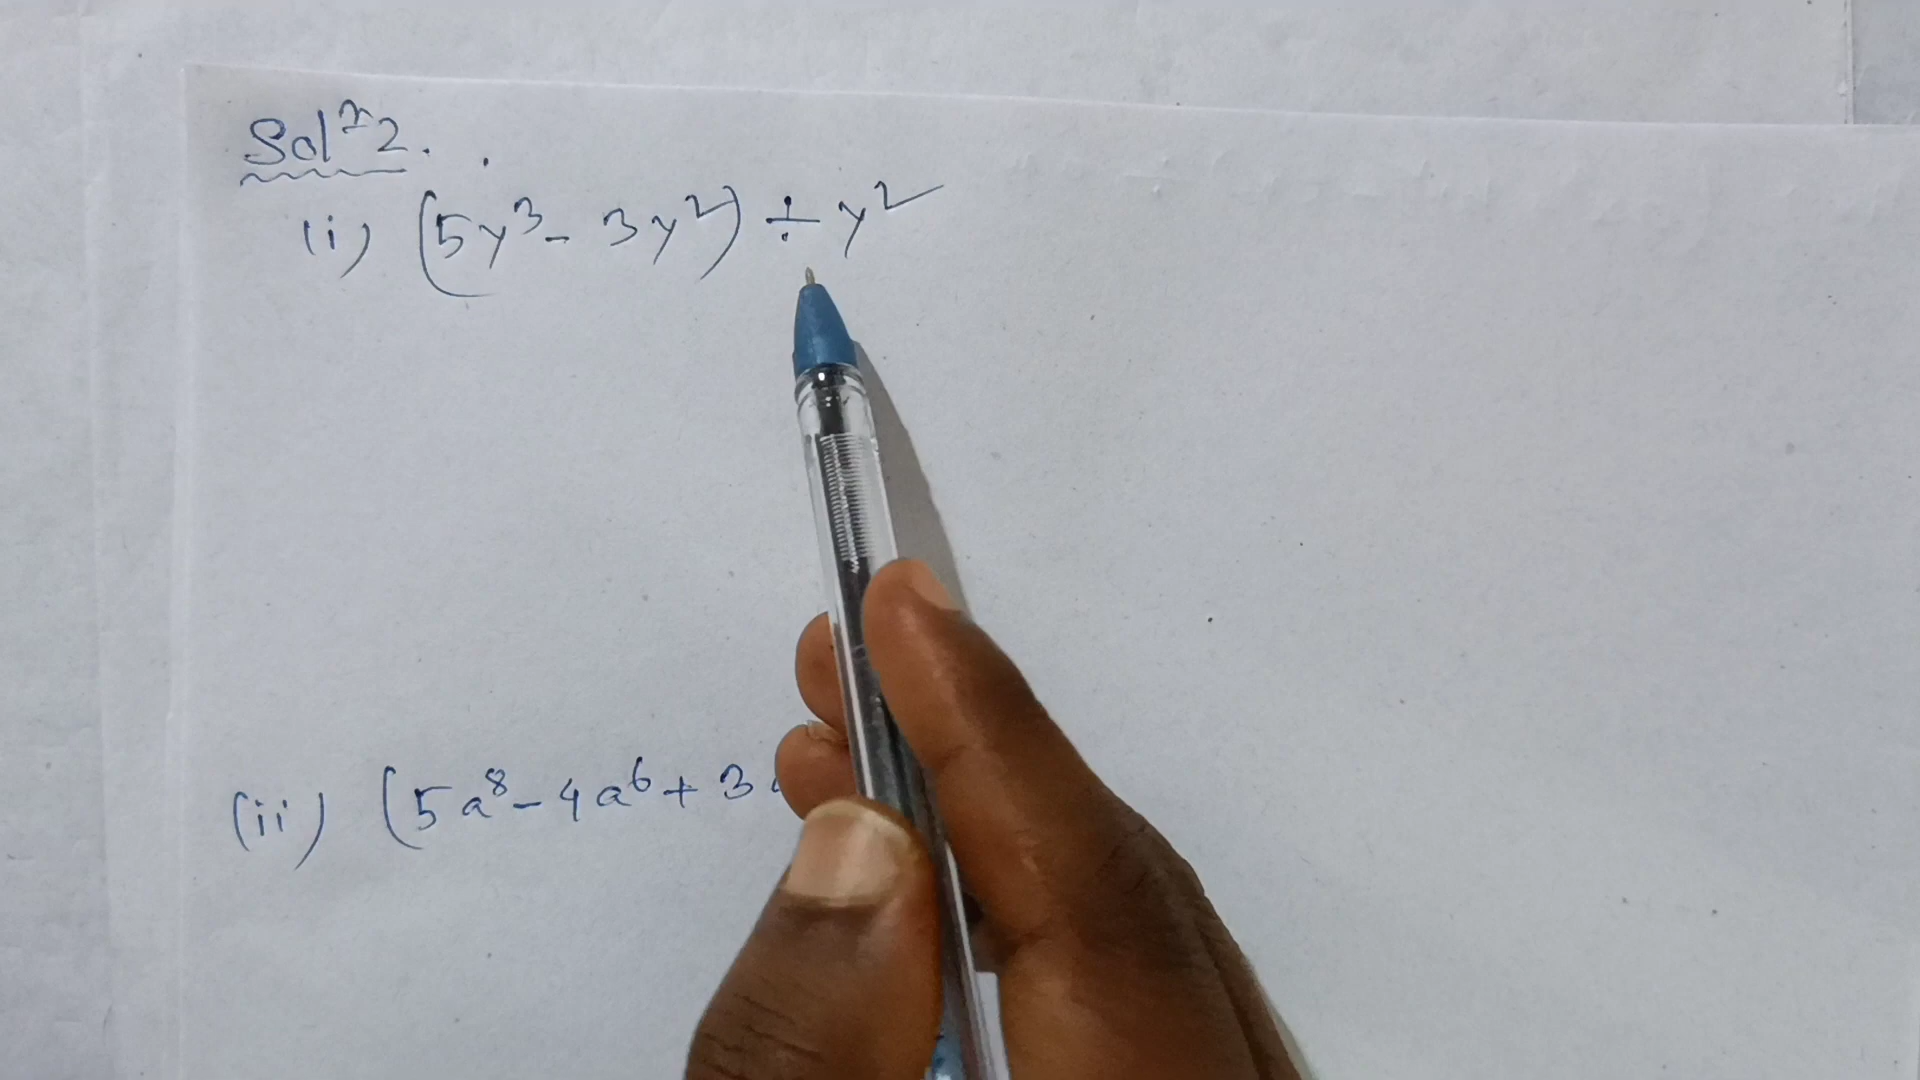 Solⁿ2.
(i) (5y³ - 3y²) ÷ y²
(ii) (5a⁸ - 4a⁶ + 3